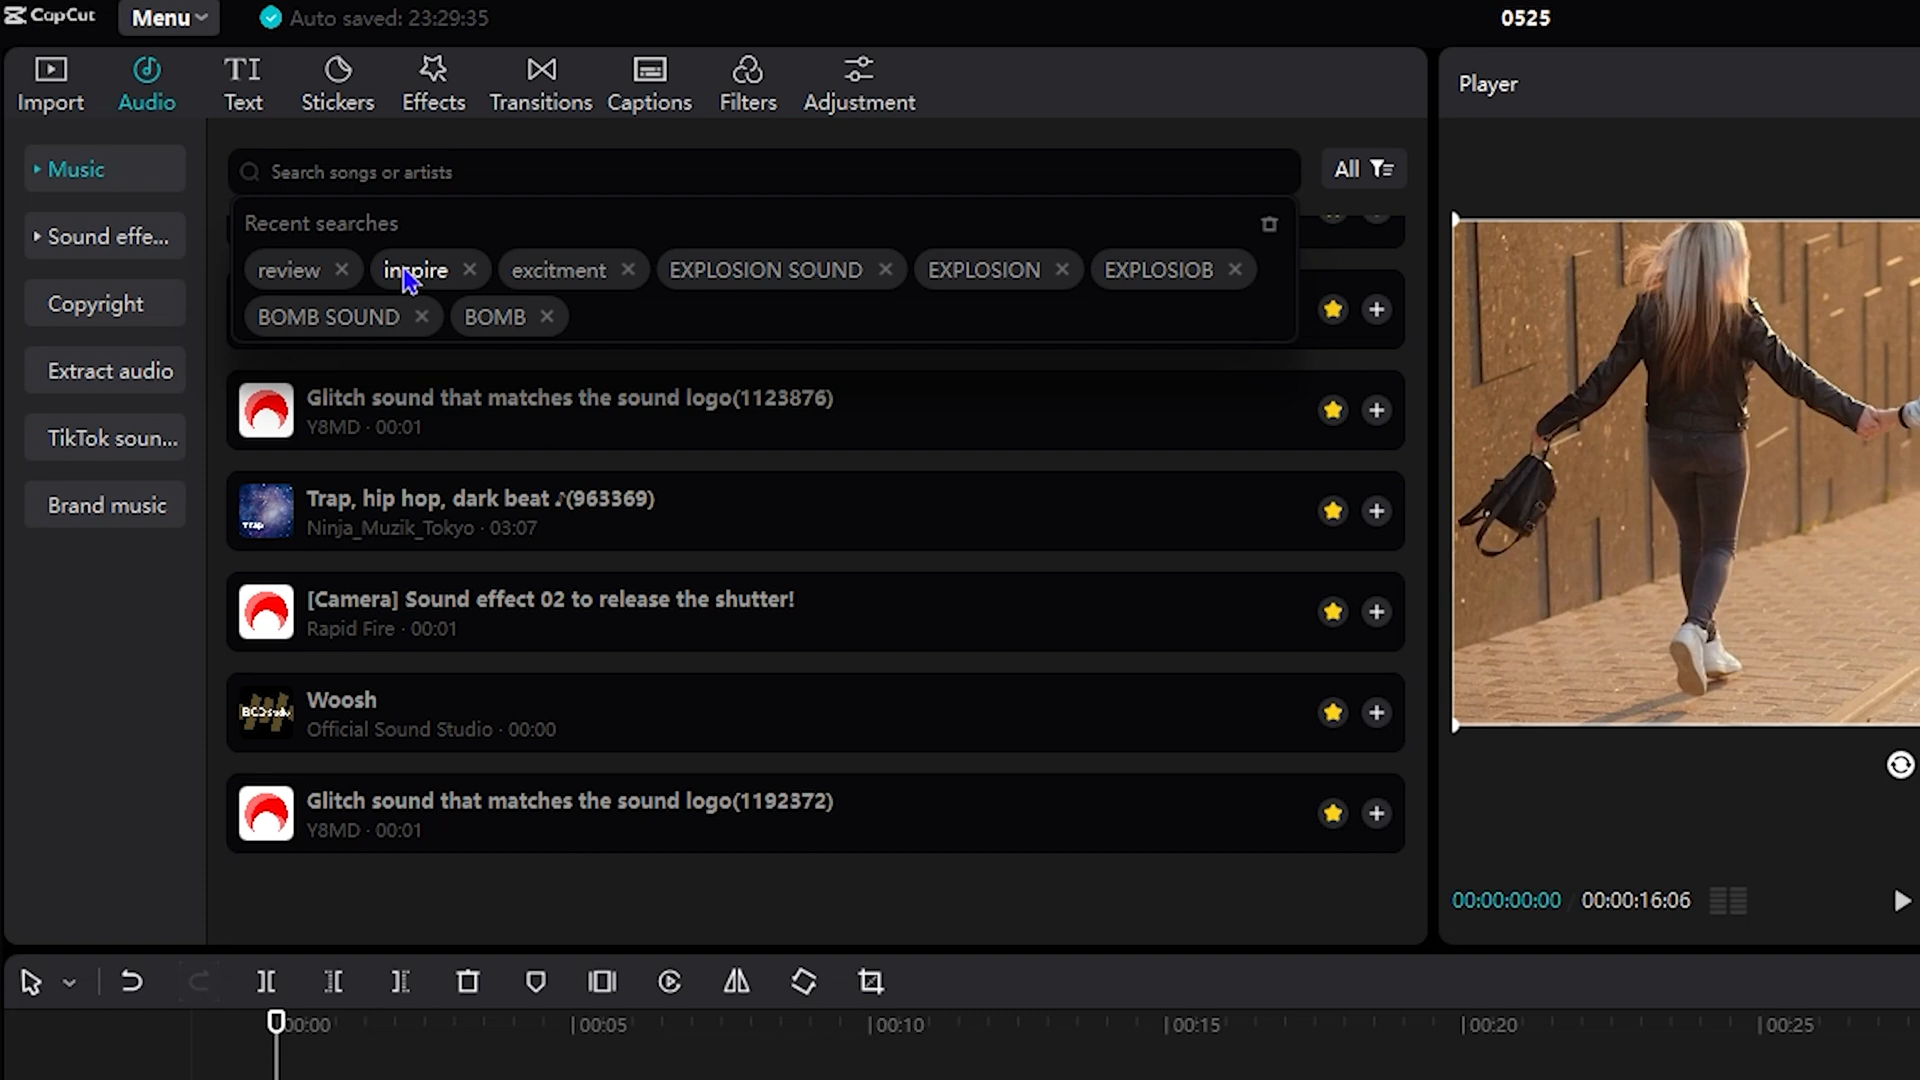 CapCut Menu Auto saved: 23:29:35 0525
Import Audio Text Stickers Effects Transitions Captions Filters Adjustment
Player
Music
Sound effe...
Copyright
Extract audio
TikTok soun...
Brand music
Search songs or artists
All
Recent searches
review inspire excitment EXPLOSION SOUND EXPLOSION EXPLOSIOB
BOMB SOUND BOMB
Glitch sound that matches the sound logo(1123876)
Y8MD · 00:01
Trap
Trap, hip hop, dark beat ♪(963369)
Ninja_Muzik_Tokyo · 03:07
[Camera] Sound effect 02 to release the shutter!
Rapid Fire · 00:01
Woosh
Official Sound Studio · 00:00
Glitch sound that matches the sound logo(1192372)
Y8MD · 00:01
00:00:00:00 / 00:00:16:06
00:00 00:05 00:10 00:15 00:20 00:25